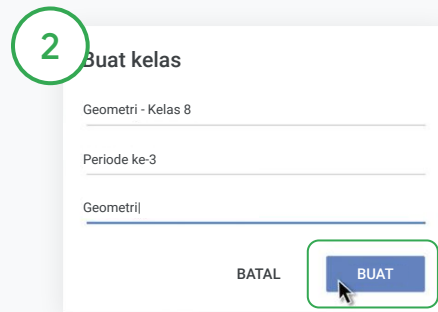 2
Buat kelas
Geometri - Kelas 8
Periode ke-3
Geometri
BATAL BUAT